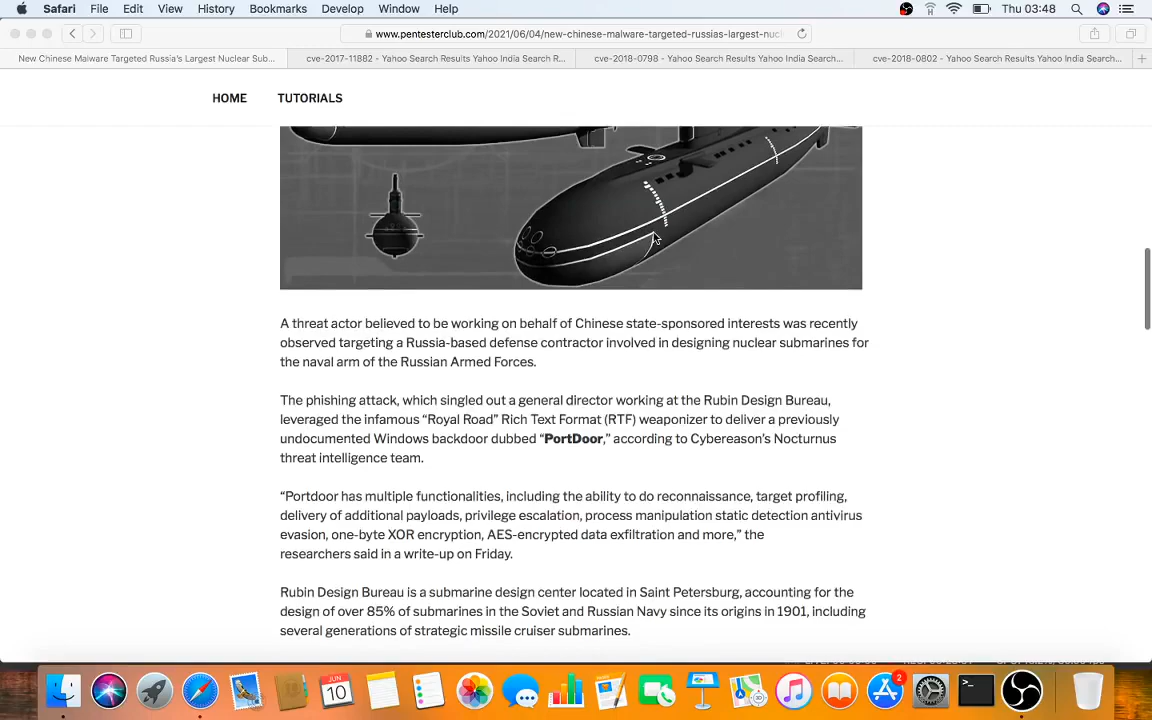 Safari File Edit View History Bookmarks Develop Window Help Thu 03:48
www.pentesterclub.com/2021/06/04/new-chinese-malware-targeted-russias-largest-nucl
New Chinese Malware Targeted Russia's Largest Nuclear Sub... cve-2017-11882 - Yahoo Search Results Yahoo India Search R... cve-2018-0798 - Yahoo Search Results Yahoo India Search... cve-2018-0802 - Yahoo Search Results Yahoo India Search...
HOME TUTORIALS
A threat actor believed to be working on behalf of Chinese state-sponsored interests was recently
observed targeting a Russia-based defense contractor involved in designing nuclear submarines for
the naval arm of the Russian Armed Forces.
The phishing attack, which singled out a general director working at the Rubin Design Bureau,
leveraged the infamous “Royal Road” Rich Text Format (RTF) weaponizer to deliver a previously
undocumented Windows backdoor dubbed “PortDoor,” according to Cybereason’s Nocturnus
threat intelligence team.
“Portdoor has multiple functionalities, including the ability to do reconnaissance, target profiling,
delivery of additional payloads, privilege escalation, process manipulation static detection antivirus
evasion, one-byte XOR encryption, AES-encrypted data exfiltration and more,” the
researchers said in a write-up on Friday.
Rubin Design Bureau is a submarine design center located in Saint Petersburg, accounting for the
design of over 85% of submarines in the Soviet and Russian Navy since its origins in 1901, including
several generations of strategic missile cruiser submarines.
JUN
10
2